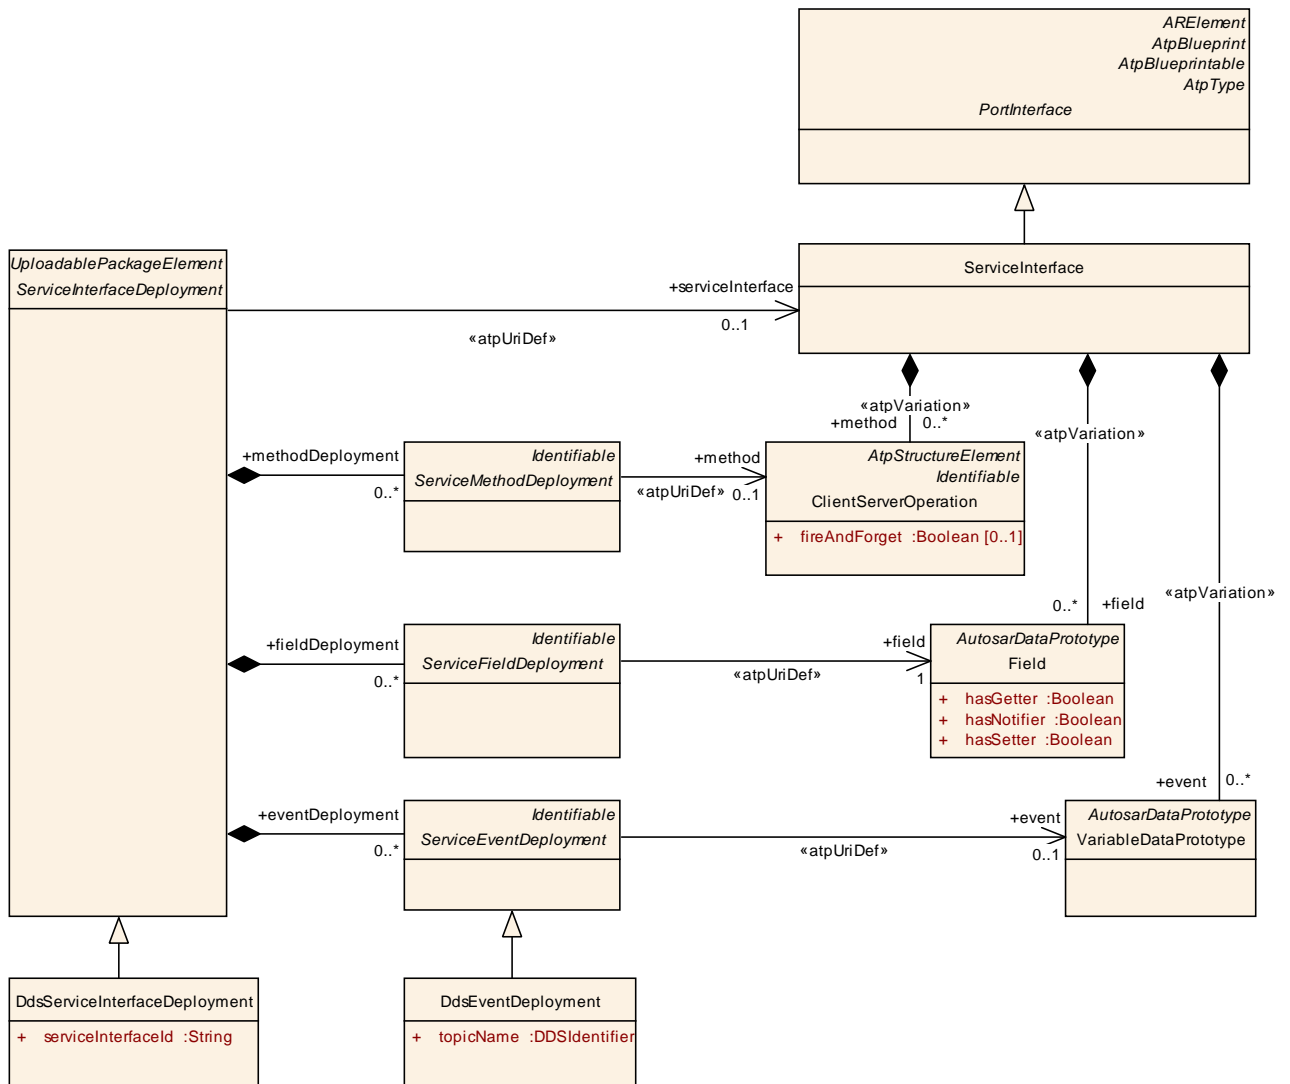 ARElement
AtpBlueprint
AtpBlueprintable
AtpType
PortInterface
UploadablePackageElement
ServiceInterfaceDeployment
ServiceInterface
+serviceInterface
0..1
«atpUriDef»
«atpVariation»
+method 0..*
«atpVariation»
+methodDeployment
0..*
Identifiable
ServiceMethodDeployment
+method
«atpUriDef» 0..1
AtpStructureElement
Identifiable
ClientServerOperation
+ fireAndForget :Boolean [0..1]
«atpVariation»
0..* +field
+fieldDeployment
0..*
Identifiable
ServiceFieldDeployment
+field
«atpUriDef»
1
AutosarDataPrototype
Field
+ hasGetter :Boolean
+ hasNotifier :Boolean
+ hasSetter :Boolean
+event 0..*
+eventDeployment
0..*
Identifiable
ServiceEventDeployment
+event
«atpUriDef»
0..1
AutosarDataPrototype
VariableDataPrototype
DdsServiceInterfaceDeployment
+ serviceInterfaceId :String
DdsEventDeployment
+ topicName :DDSIdentifier